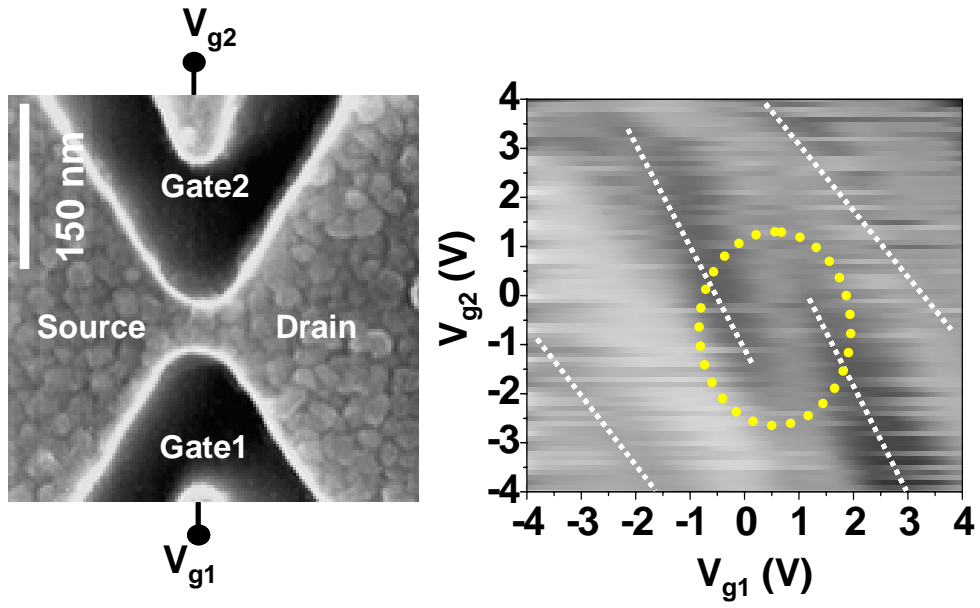 Vg2
150 nm
Gate2
Source
Drain
Gate1
Vg1
Vg2 (V)
4
3
2
1
0
-1
-2
-3
-4
-4 -3 -2 -1 0 1 2 3 4
Vg1 (V)